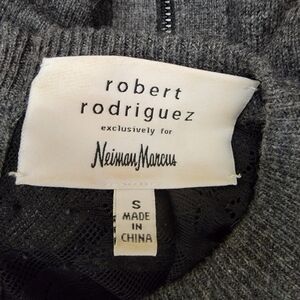 robert
rodriguez
exclusively for
Neiman Marcus
S
MADE
IN
CHINA